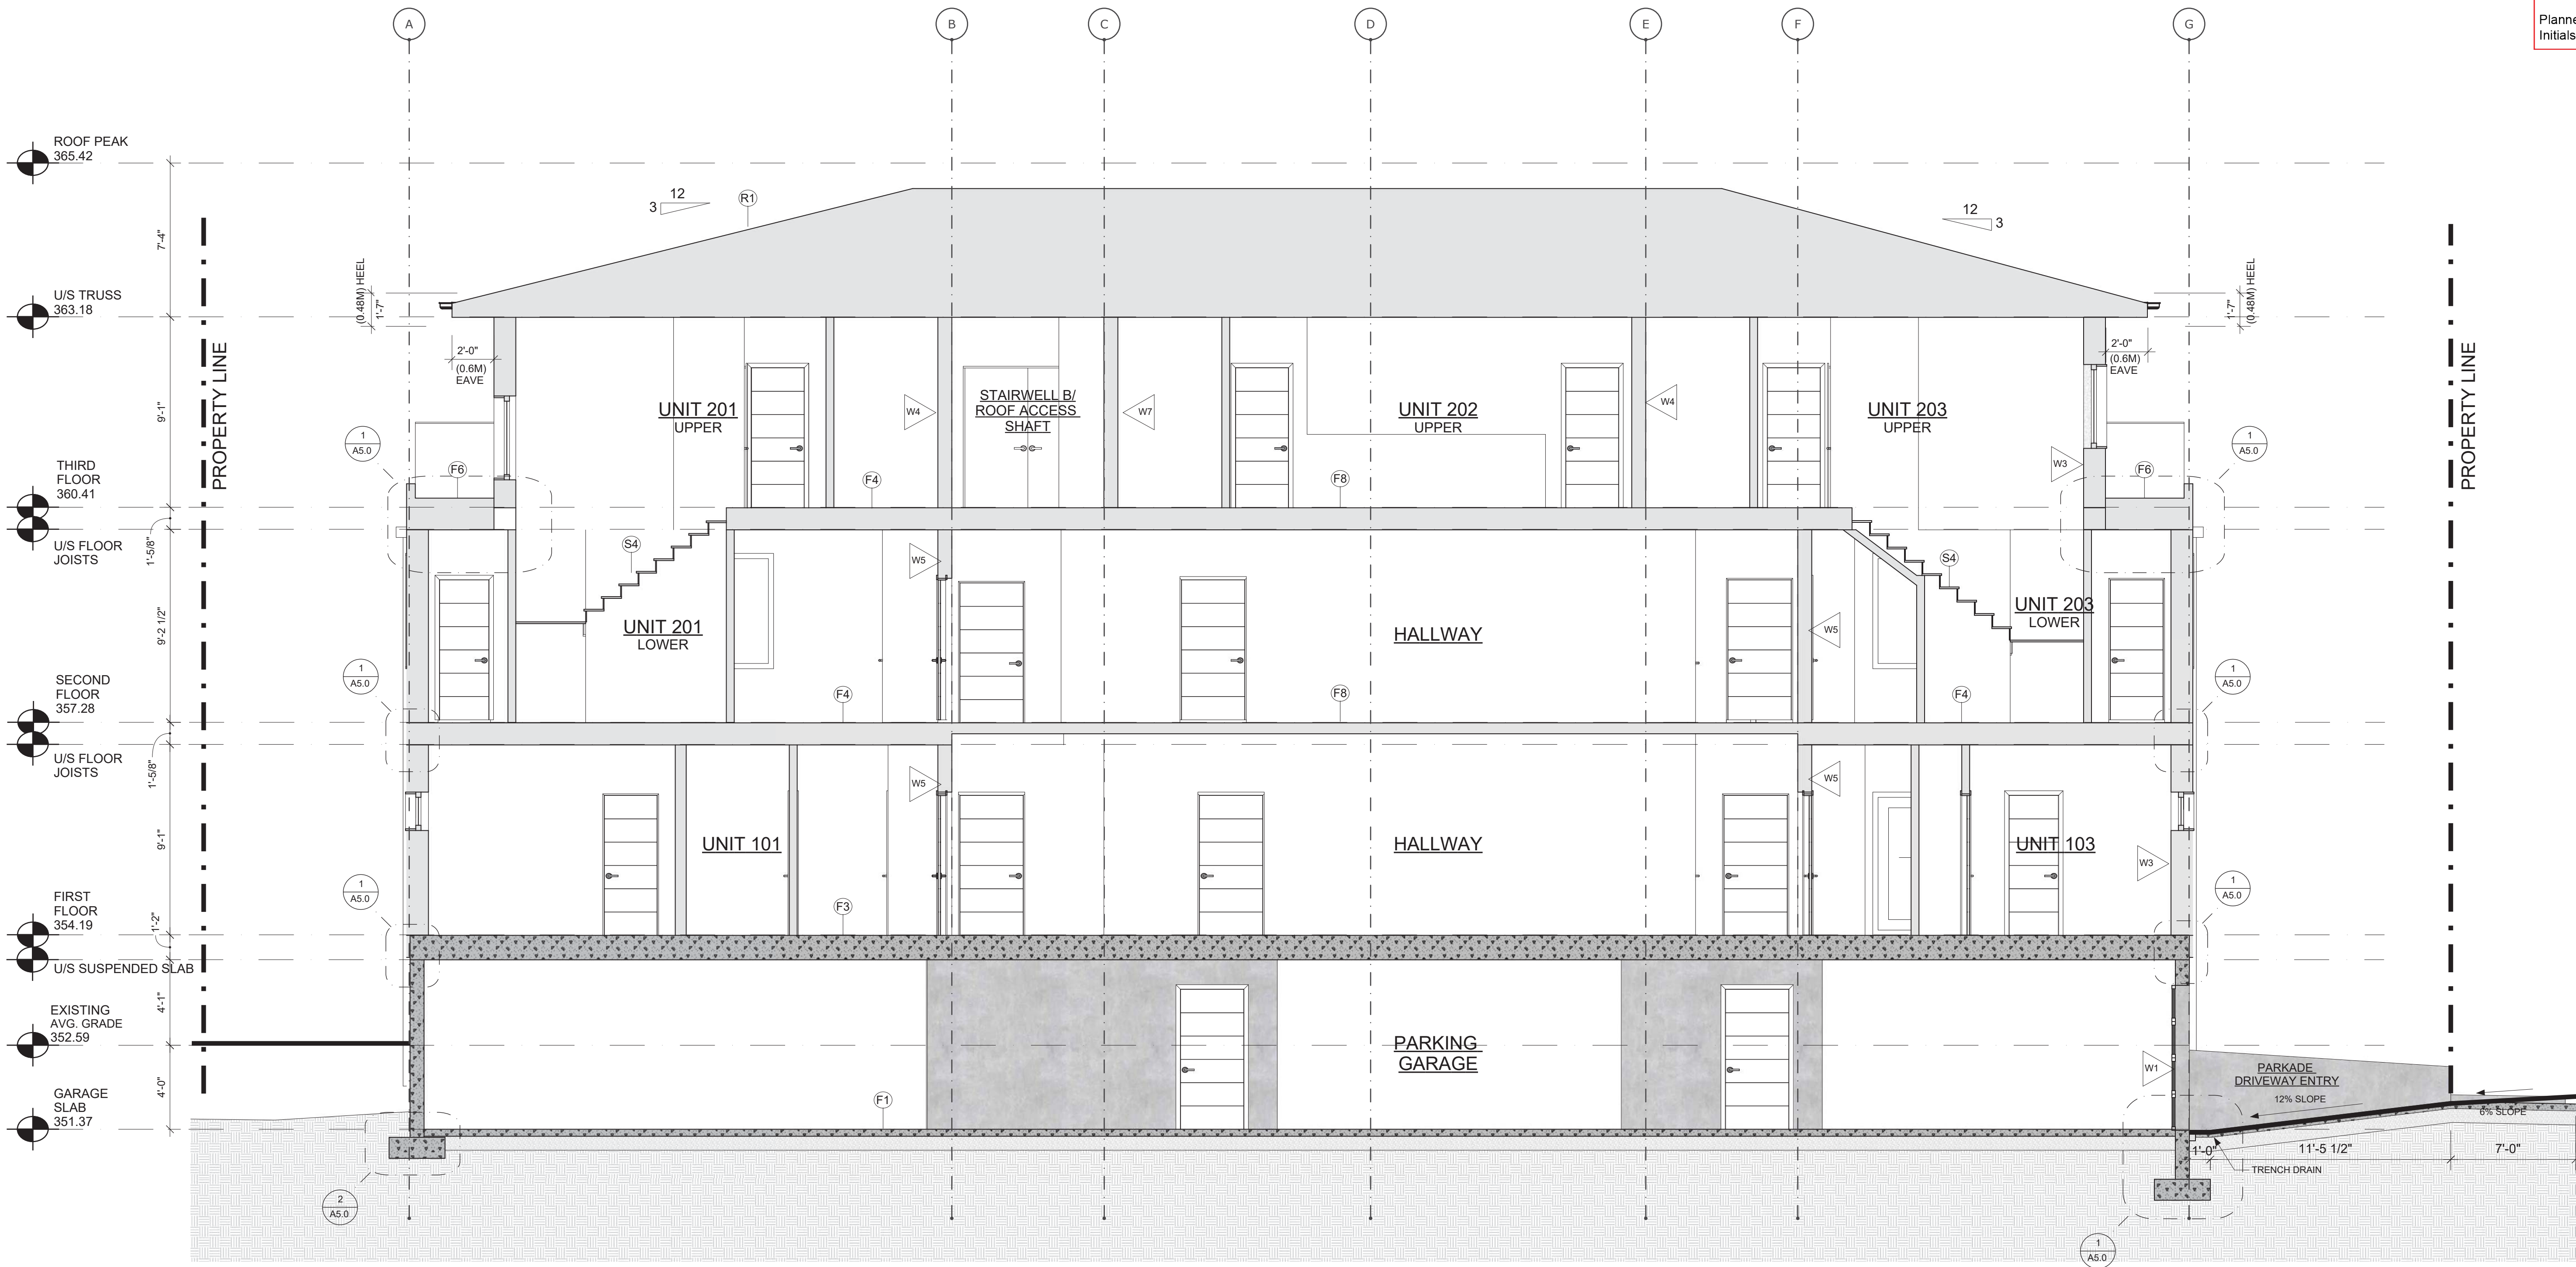 A
B
C
D
E
F
G
Planne
Initials
ROOF PEAK
365.42
7'-4"
12
3
R1
12
3
U/S TRUSS
363.18
(0.48M) HEEL
1'-7"
1'-7"
(0.48M) HEEL
2'-0"
(0.6M)
EAVE
2'-0"
(0.6M)
EAVE
PROPERTY LINE
PROPERTY LINE
9'-1"
UNIT 201
UPPER
W4
STAIRWELL B/
ROOF ACCESS
SHAFT
W7
UNIT 202
UPPER
W4
UNIT 203
UPPER
W3
1
A5.0
1
A5.0
F6
F4
F8
F6
THIRD
FLOOR
360.41
U/S FLOOR
JOISTS
1'-5/8"
S4
W5
S4
9'-2 1/2"
UNIT 201
LOWER
HALLWAY
W5
UNIT 203
LOWER
1
A5.0
1
A5.0
F4
F8
F4
SECOND
FLOOR
357.28
U/S FLOOR
JOISTS
1'-5/8"
W5
W5
9'-1"
UNIT 101
HALLWAY
UNIT 103
W3
1
A5.0
1
A5.0
F3
FIRST
FLOOR
354.19
1'-2"
U/S SUSPENDED SLAB
4'-1"
EXISTING
AVG. GRADE
352.59
PARKING
GARAGE
W1
PARKADE
DRIVEWAY ENTRY
12% SLOPE
6% SLOPE
4'-0"
GARAGE
SLAB
351.37
F1
1'-0"
11'-5 1/2"
7'-0"
TRENCH DRAIN
2
A5.0
1
A5.0